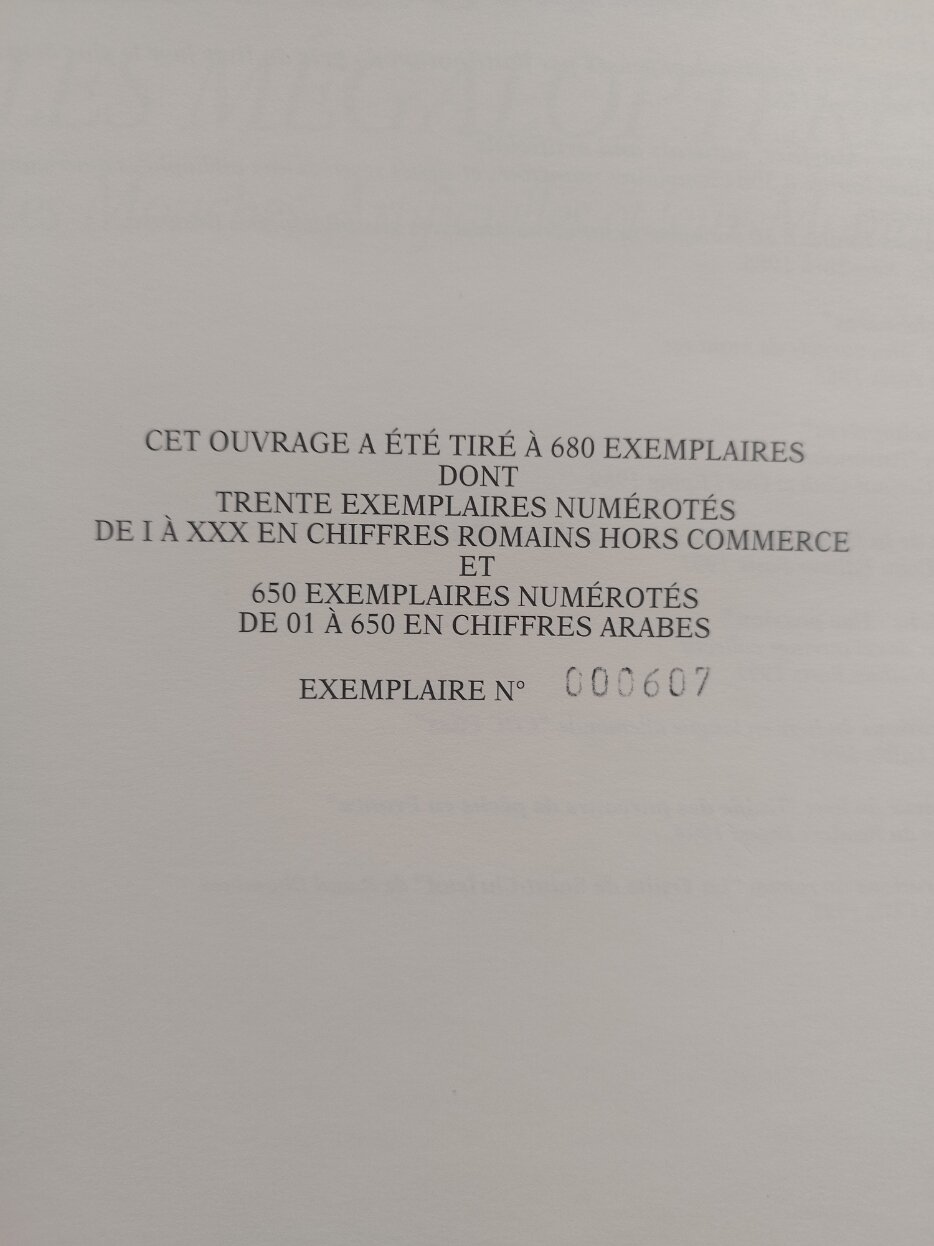 CET OUVRAGE A ÉTÉ TIRÉ À 680 EXEMPLAIRES
DONT
TRENTE EXEMPLAIRES NUMÉROTÉS
DE I À XXX EN CHIFFRES ROMAINS HORS COMMERCE
ET
650 EXEMPLAIRES NUMÉROTÉS
DE 01 À 650 EN CHIFFRES ARABES
EXEMPLAIRE N° 000607